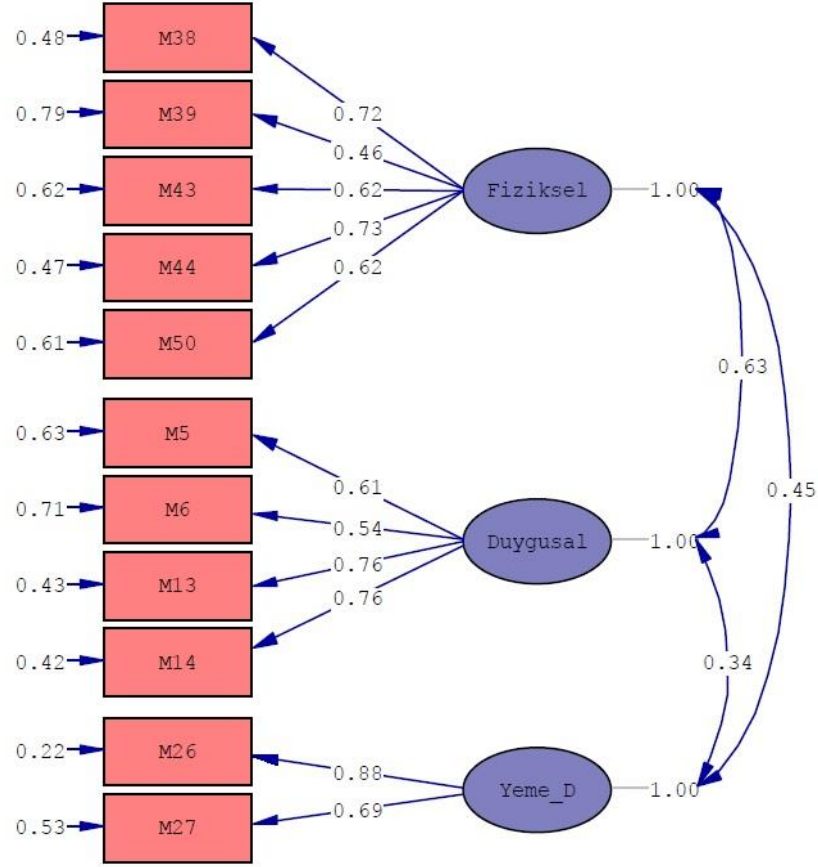 0.48 M38
0.72
0.79 M39
0.46
0.62 M43 0.62 Fiziksel 1.00
0.73
0.47 M44
0.62
0.61 M50
0.63
0.63 M5
0.45
0.61
0.71 M6
0.54 Duygusal 1.00
0.76
0.43 M13
0.76
0.42 M14
0.34
0.22 M26
0.88
Yeme_D 1.00
0.69
0.53 M27